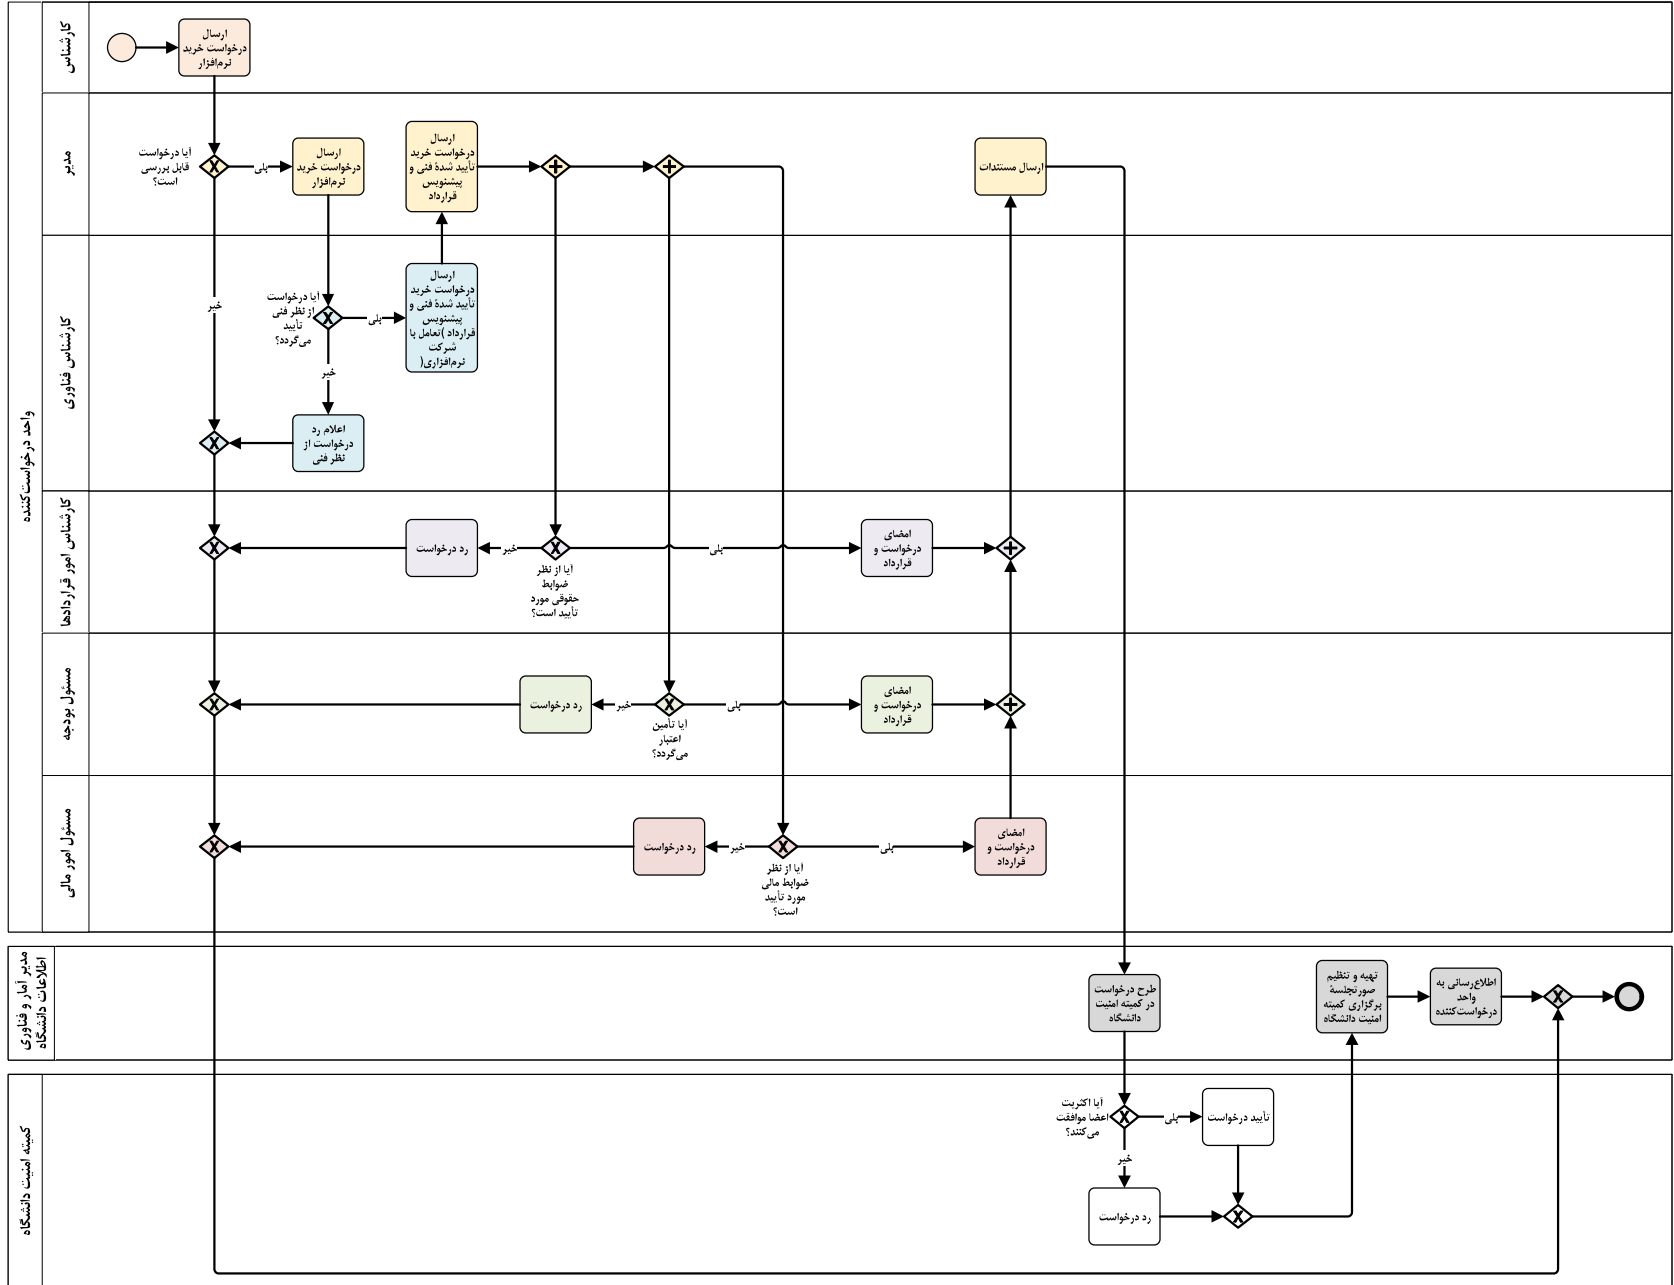 کارشناس
ارسال
درخواست خرید
نرم‌افزار
مدیر
آیا درخواست
قابل بررسی
است؟
بلی
ارسال
درخواست خرید
نرم‌افزار
ارسال
درخواست خرید
تأیید شدهٔ فنی و
پیشنویس
قرارداد
ارسال مستندات
واحد درخواست‌کننده
کارشناس فناوری
خیر
آیا درخواست
از نظر فنی
تأیید
می‌گردد؟
بلی
ارسال
درخواست خرید
تأیید شدهٔ فنی و
پیشنویس
قرارداد )تعامل با
شرکت
نرم‌افزاری(
خیر
اعلام رد
درخواست از
نظر فنی
کارشناس امور قراردادها
رد درخواست
خیر
آیا از نظر
ضوابط
حقوقی مورد
تأیید است؟
بلی
امضای
درخواست و
قرارداد
مسئول بودجه
رد درخواست
خیر
آیا تأمین
اعتبار
می‌گردد؟
بلی
امضای
درخواست و
قرارداد
مسئول امور مالی
رد درخواست
خیر
آیا از نظر
ضوابط مالی
مورد تأیید
است؟
بلی
امضای
درخواست و
قرارداد
مدیر آمار و فناوری
اطلاعات دانشگاه
طرح درخواست
در کمیته امنیت
دانشگاه
تهیه و تنظیم
صورتجلسهٔ
برگزاری کمیته
امنیت دانشگاه
اطلاع‌رسانی به
واحد
درخواست‌کننده
کمیته امنیت دانشگاه
آیا اکثریت
اعضا موافقت
می‌کنند؟
بلی
تأیید درخواست
خیر
رد درخواست